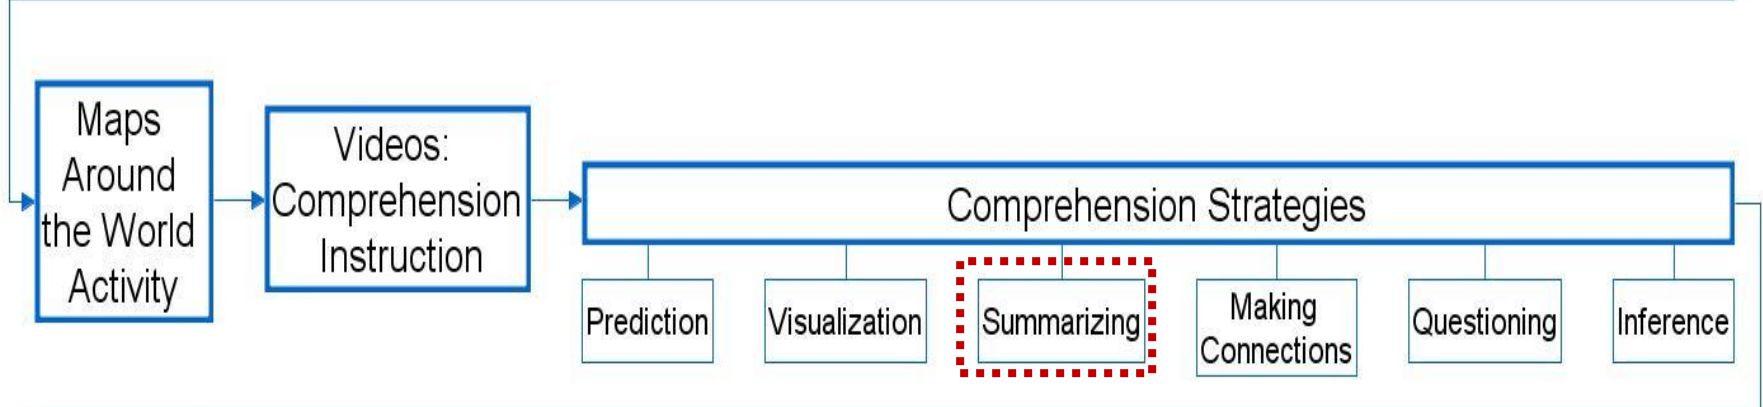 Maps
Around
the World
Activity
Videos:
Comprehension
Instruction
Comprehension Strategies
Prediction
Visualization
Summarizing
Making
Connections
Questioning
Inference